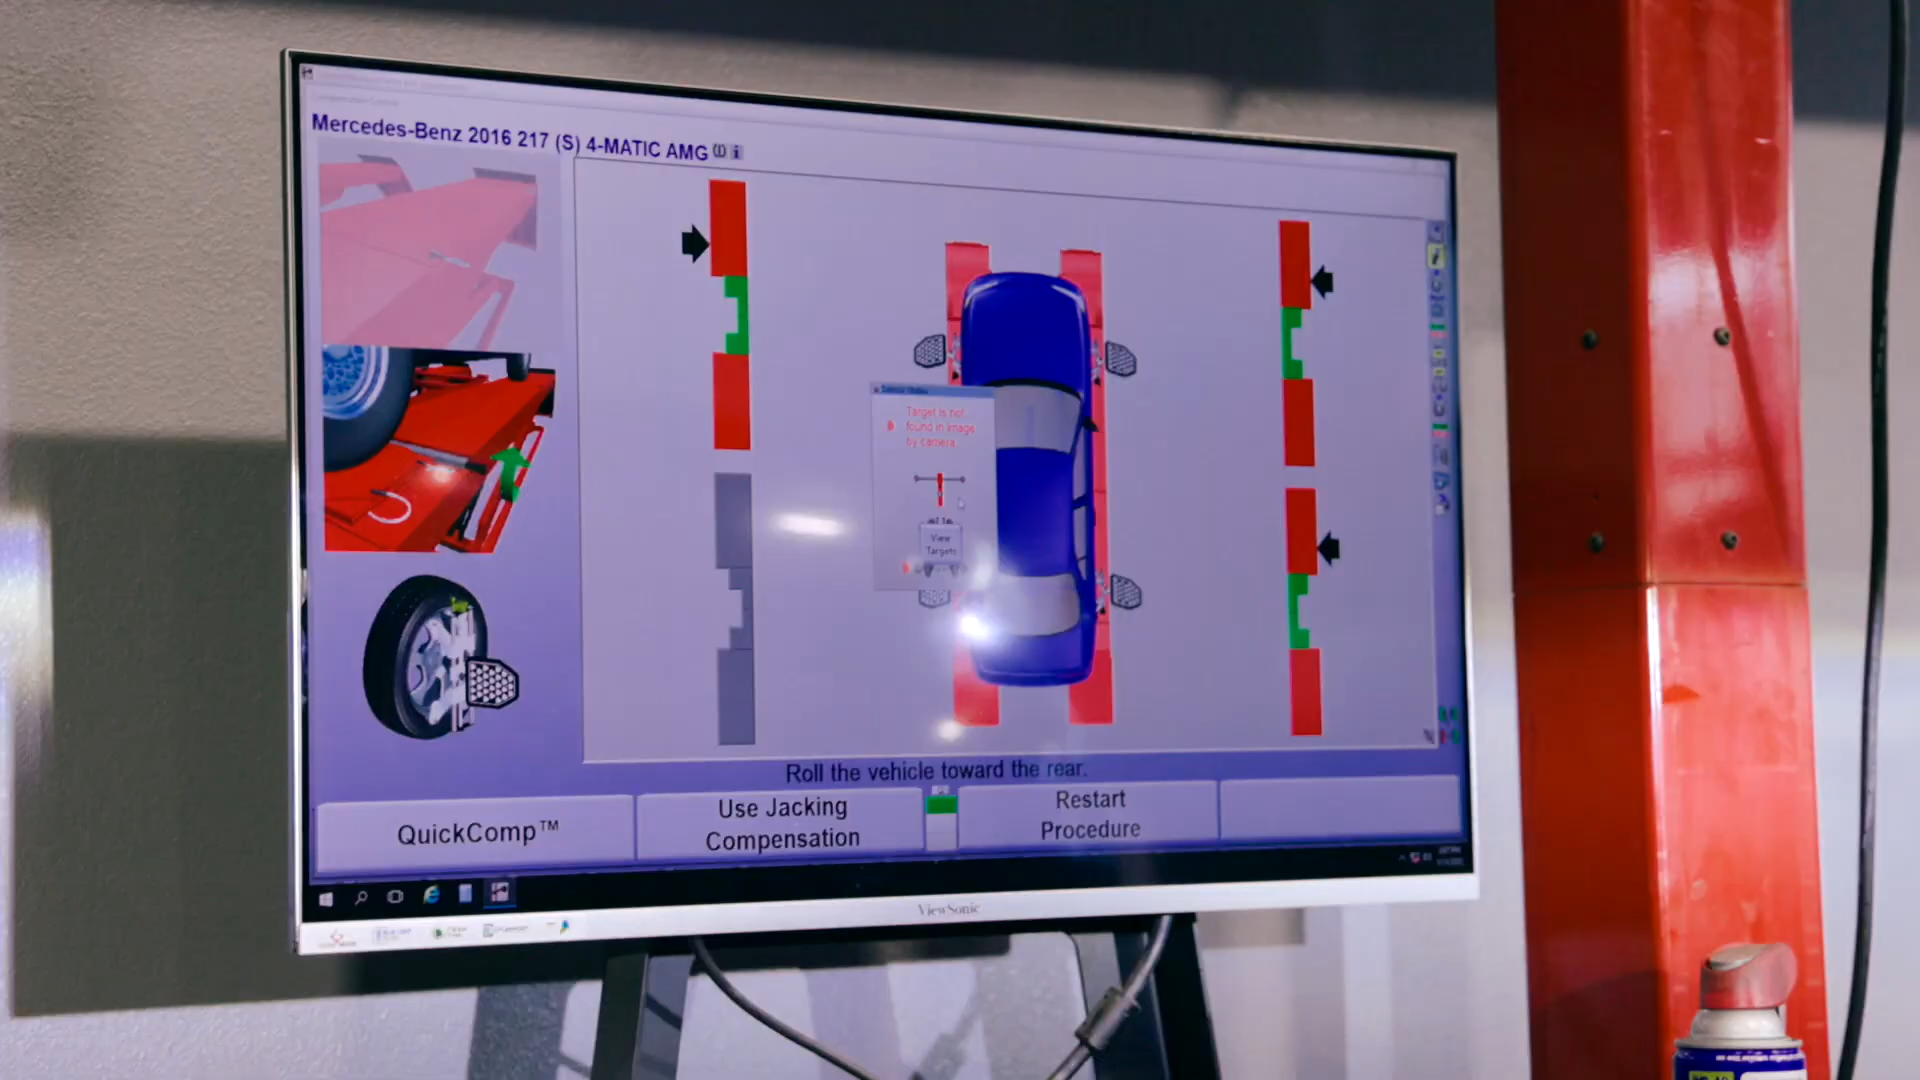 Mercedes-Benz 2016 217 (S) 4-MATIC AMG
Target is not
found in image
by camera
View
Targets
Roll the vehicle toward the rear.
QuickComp™
Use Jacking
Compensation
Restart
Procedure
ViewSonic